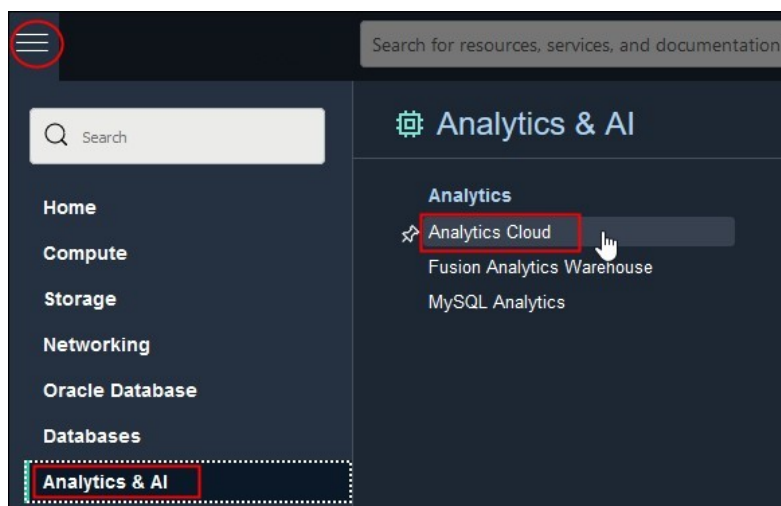 Search for resources, services, and documentation
Search
Home
Compute
Storage
Networking
Oracle Database
Databases
Analytics & AI
Analytics & AI
Analytics
Analytics Cloud
Fusion Analytics Warehouse
MySQL Analytics